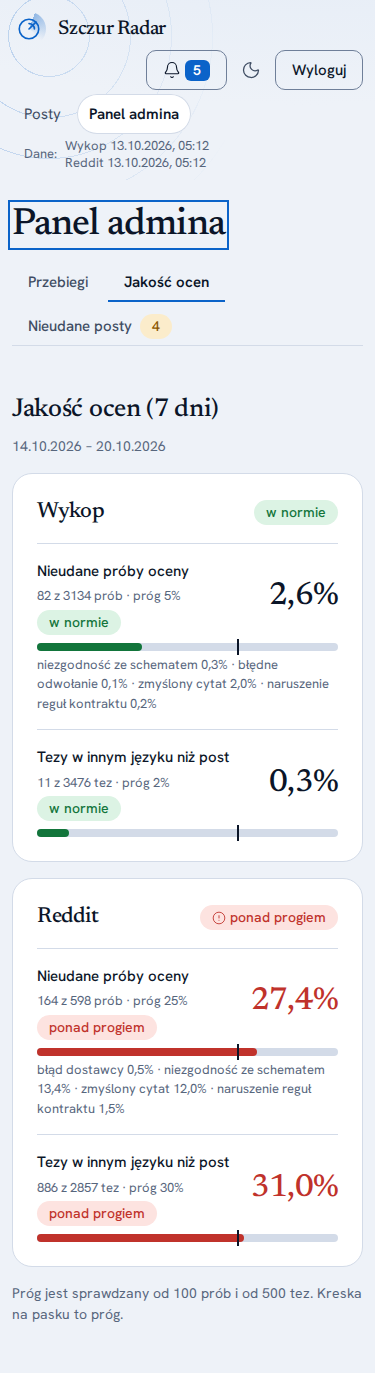 Szczur Radar
5
Wyloguj
Posty
Panel admina
Dane:
Wykop 13.10.2026, 05:12
Reddit 13.10.2026, 05:12
Panel admina
Przebiegi
Jakość ocen
Nieudane posty 4
Jakość ocen (7 dni)
14.10.2026 – 20.10.2026
Wykop
w normie
Nieudane próby oceny
82 z 3134 prób · próg 5%
2,6%
w normie
niezgodność ze schematem 0,3% · błędne
odwołanie 0,1% · zmyślony cytat 2,0% · naruszenie
reguł kontraktu 0,2%
Tezy w innym języku niż post
11 z 3476 tez · próg 2%
0,3%
w normie
Reddit
ponad progiem
Nieudane próby oceny
164 z 598 prób · próg 25%
27,4%
ponad progiem
błąd dostawcy 0,5% · niezgodność ze schematem
13,4% · zmyślony cytat 12,0% · naruszenie reguł
kontraktu 1,5%
Tezy w innym języku niż post
886 z 2857 tez · próg 30%
31,0%
ponad progiem
Próg jest sprawdzany od 100 prób i od 500 tez. Kreska
na pasku to próg.